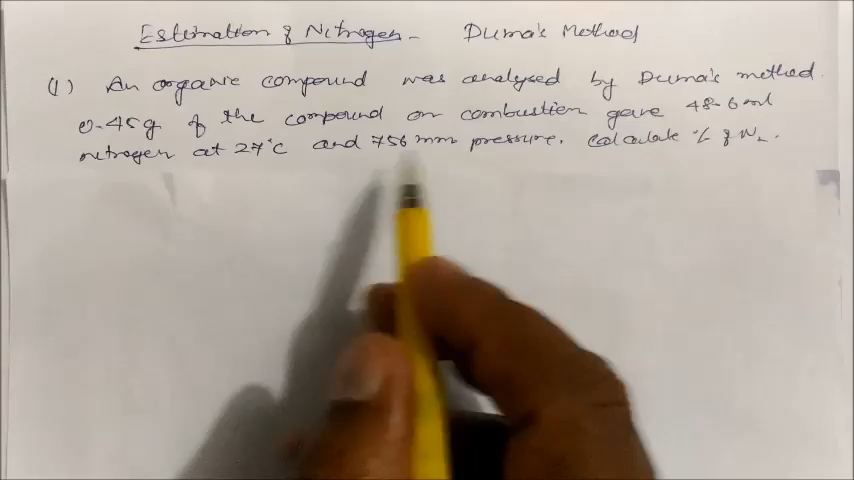 Estimation of Nitrogen - Duma's Method
(1) An organic compound was analysed by Duma's method.
0.45g of the compound on combustion gave 48.6 ml
nitrogen at 27°C and 756 mm pressure. Calculate % of N₂.